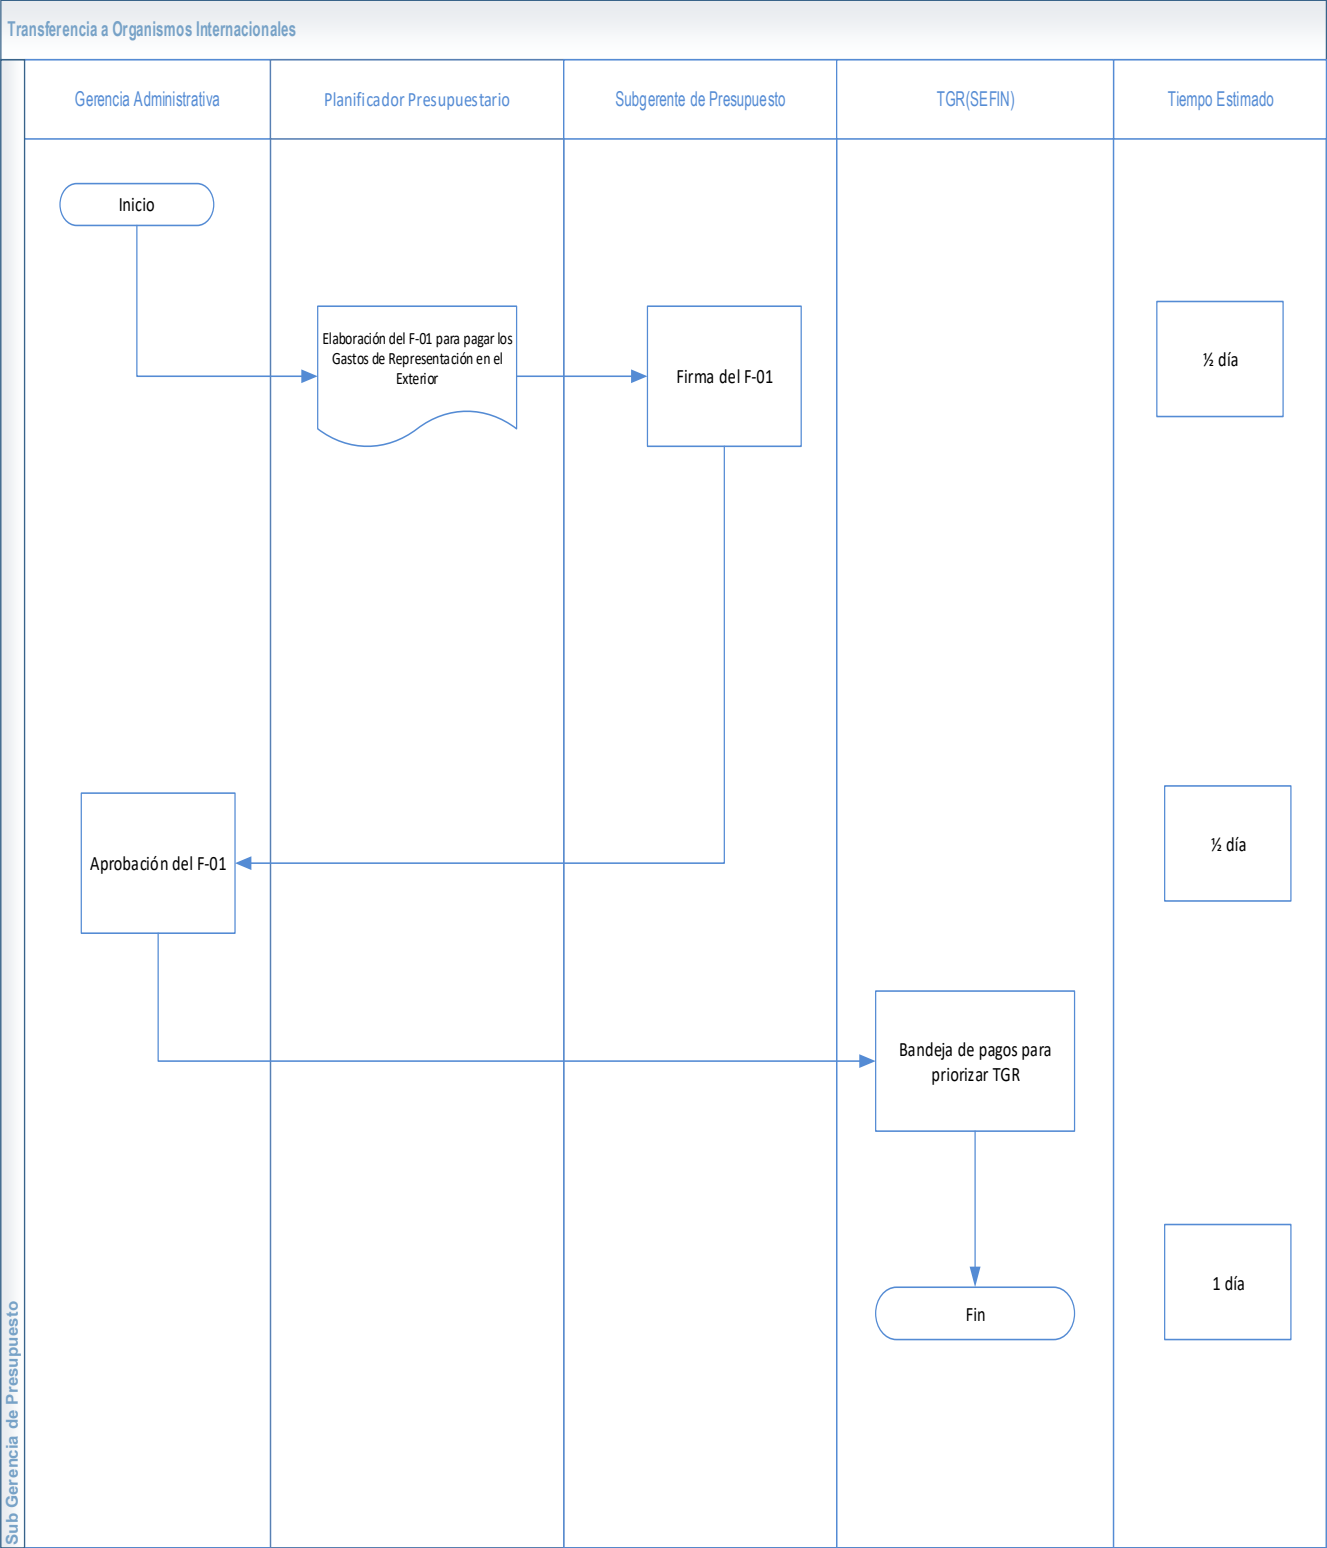 Transferencia a Organismos Internacionales
Gerencia Administrativa
Planificador Presupuestario
Subgerente de Presupuesto
TGR(SEFIN)
Tiempo Estimado
Inicio
Elaboración del F-01 para pagar los
Gastos de Representación en el
Exterior
Firma del F-01
½ día
Aprobación del F-01
½ día
Bandeja de pagos para
priorizar TGR
1 día
Fin
Sub Gerencia de Presupuesto